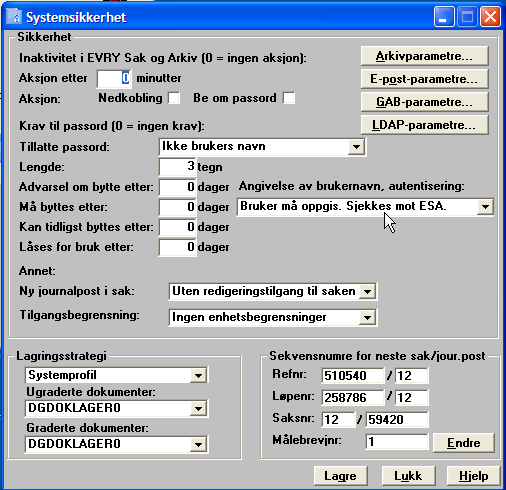 Systemsikkerhet
Sikkerhet
Inaktivitet i EVRY Sak og Arkiv (0 = ingen aksjon):
Aksjon etter 0 minutter
Aksjon: Nedkobling Be om passord :
Arkivparametre...
E-post-parametre...
GAB-parametre...
LDAP-parametre...
Krav til passord (0 = ingen krav):
Tillatte passord: Ikke brukers navn
Lengde: 3 tegn
Advarsel om bytte etter: 0 dager
Må byttes etter: 0 dager
Kan tidligst byttes etter: 0 dager
Låses for bruk etter: 0 dager
Angivelse av brukernavn, autentisering:
Bruker må oppgis. Sjekkes mot ESA.
Annet:
Ny journalpost i sak: Uten redigeringstilgang til saken
Tilgangsbegrensning: Ingen enhetsbegrensninger
Lagringsstrategi
Systemprofil
Ugraderte dokumenter:
DGDOKLAGER0
Graderte dokumenter:
DGDOKLAGER0
Sekvensnumre for neste sak/jour.post
Refnr: 510540 / 12
Løpenr: 258786 / 12
Saksnr: 12 / 59420
Målebrevjnr: 1 Endre
Lagre Lukk Hjelp